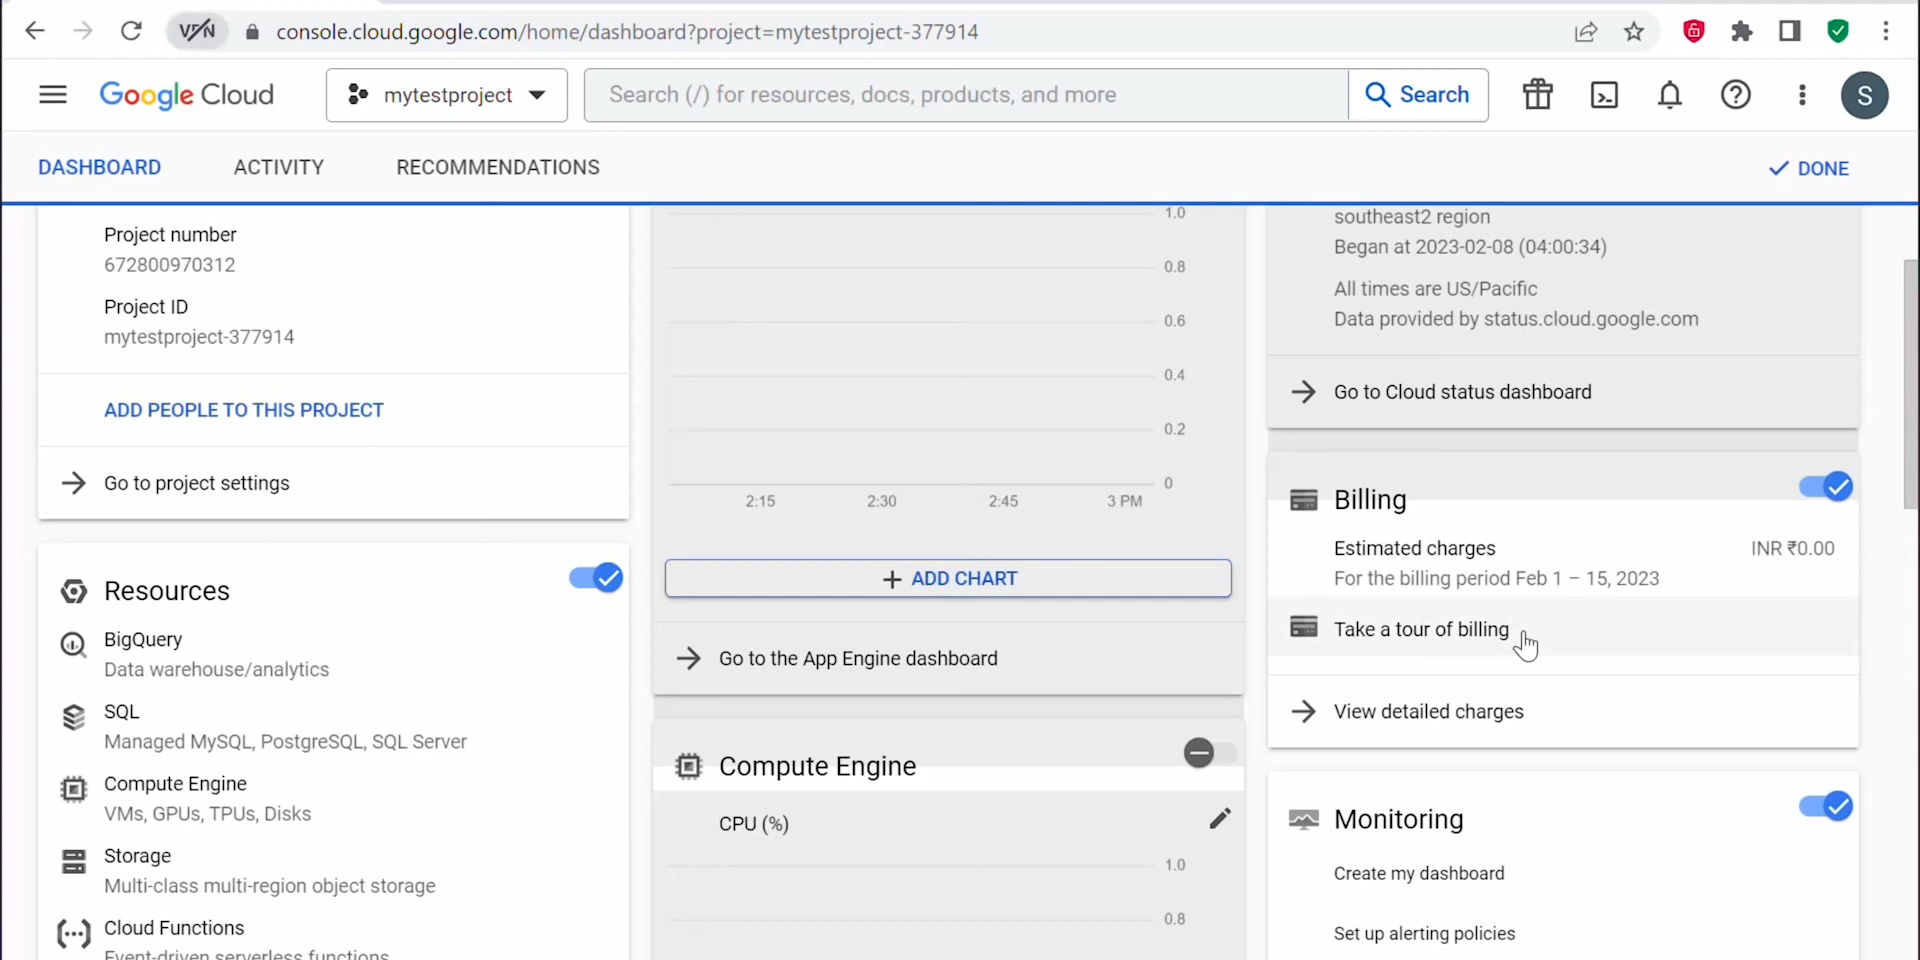 VPN
console.cloud.google.com/home/dashboard?project=mytestproject-377914
Google Cloud
mytestproject
Search (/) for resources, docs, products, and more
Search
S
DASHBOARD
ACTIVITY
RECOMMENDATIONS
DONE
Project number
672800970312
Project ID
mytestproject-377914
ADD PEOPLE TO THIS PROJECT
Go to project settings
Resources
BigQuery
Data warehouse/analytics
SQL
Managed MySQL, PostgreSQL, SQL Server
Compute Engine
VMs, GPUs, TPUs, Disks
Storage
Multi-class multi-region object storage
Cloud Functions
Event-driven serverless functions
1.0
0.8
0.6
0.4
0.2
0
2:15
2:30
2:45
3 PM
ADD CHART
Go to the App Engine dashboard
Compute Engine
CPU (%)
1.0
0.8
southeast2 region
Began at 2023-02-08 (04:00:34)
All times are US/Pacific
Data provided by status.cloud.google.com
Go to Cloud status dashboard
Billing
Estimated charges
INR ₹0.00
For the billing period Feb 1 – 15, 2023
Take a tour of billing
View detailed charges
Monitoring
Create my dashboard
Set up alerting policies